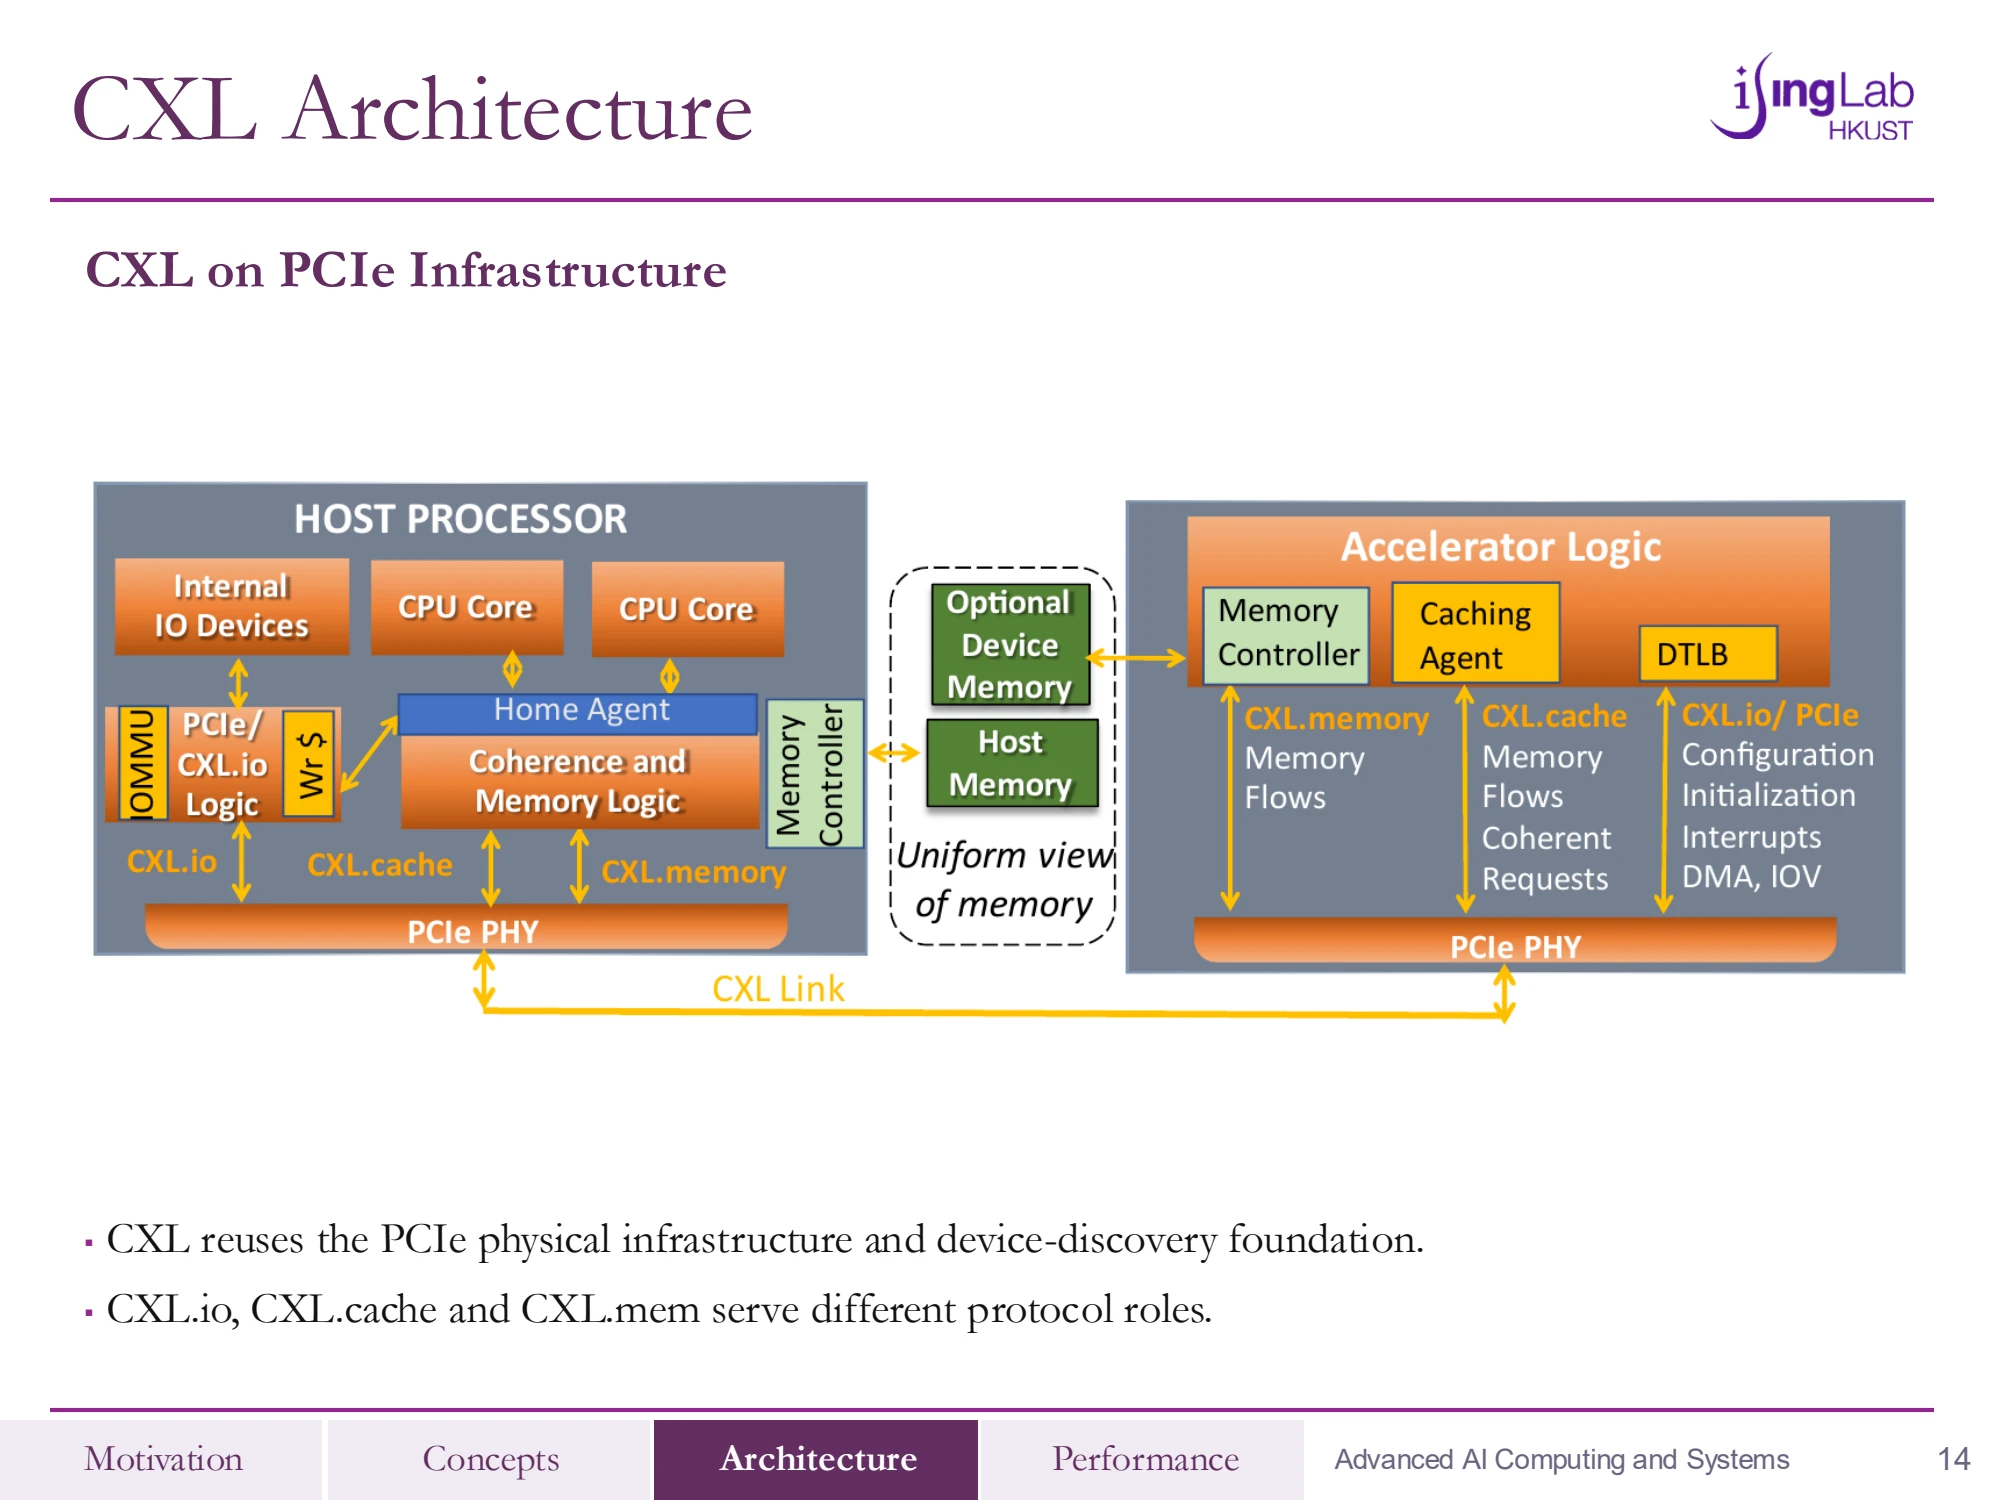 CXL Architecture
isingLab
HKUST
CXL on PCIe Infrastructure
HOST PROCESSOR
Internal
IO Devices
CPU Core
CPU Core
IOMMU
PCIe/
CXL.io
Logic
Wr $
Home Agent
Coherence and
Memory Logic
Memory
Controller
CXL.io
CXL.cache
CXL.memory
PCIe PHY
Optional
Device
Memory
Host
Memory
Uniform view
of memory
Accelerator Logic
Memory
Controller
Caching
Agent
DTLB
CXL.memory
Memory
Flows
CXL.cache
Memory
Flows
Coherent
Requests
CXL.io/ PCIe
Configuration
Initialization
Interrupts
DMA, IOV
PCIe PHY
CXL Link
▪ CXL reuses the PCIe physical infrastructure and device-discovery foundation.
▪ CXL.io, CXL.cache and CXL.mem serve different protocol roles.
Motivation
Concepts
Architecture
Performance
Advanced AI Computing and Systems
14